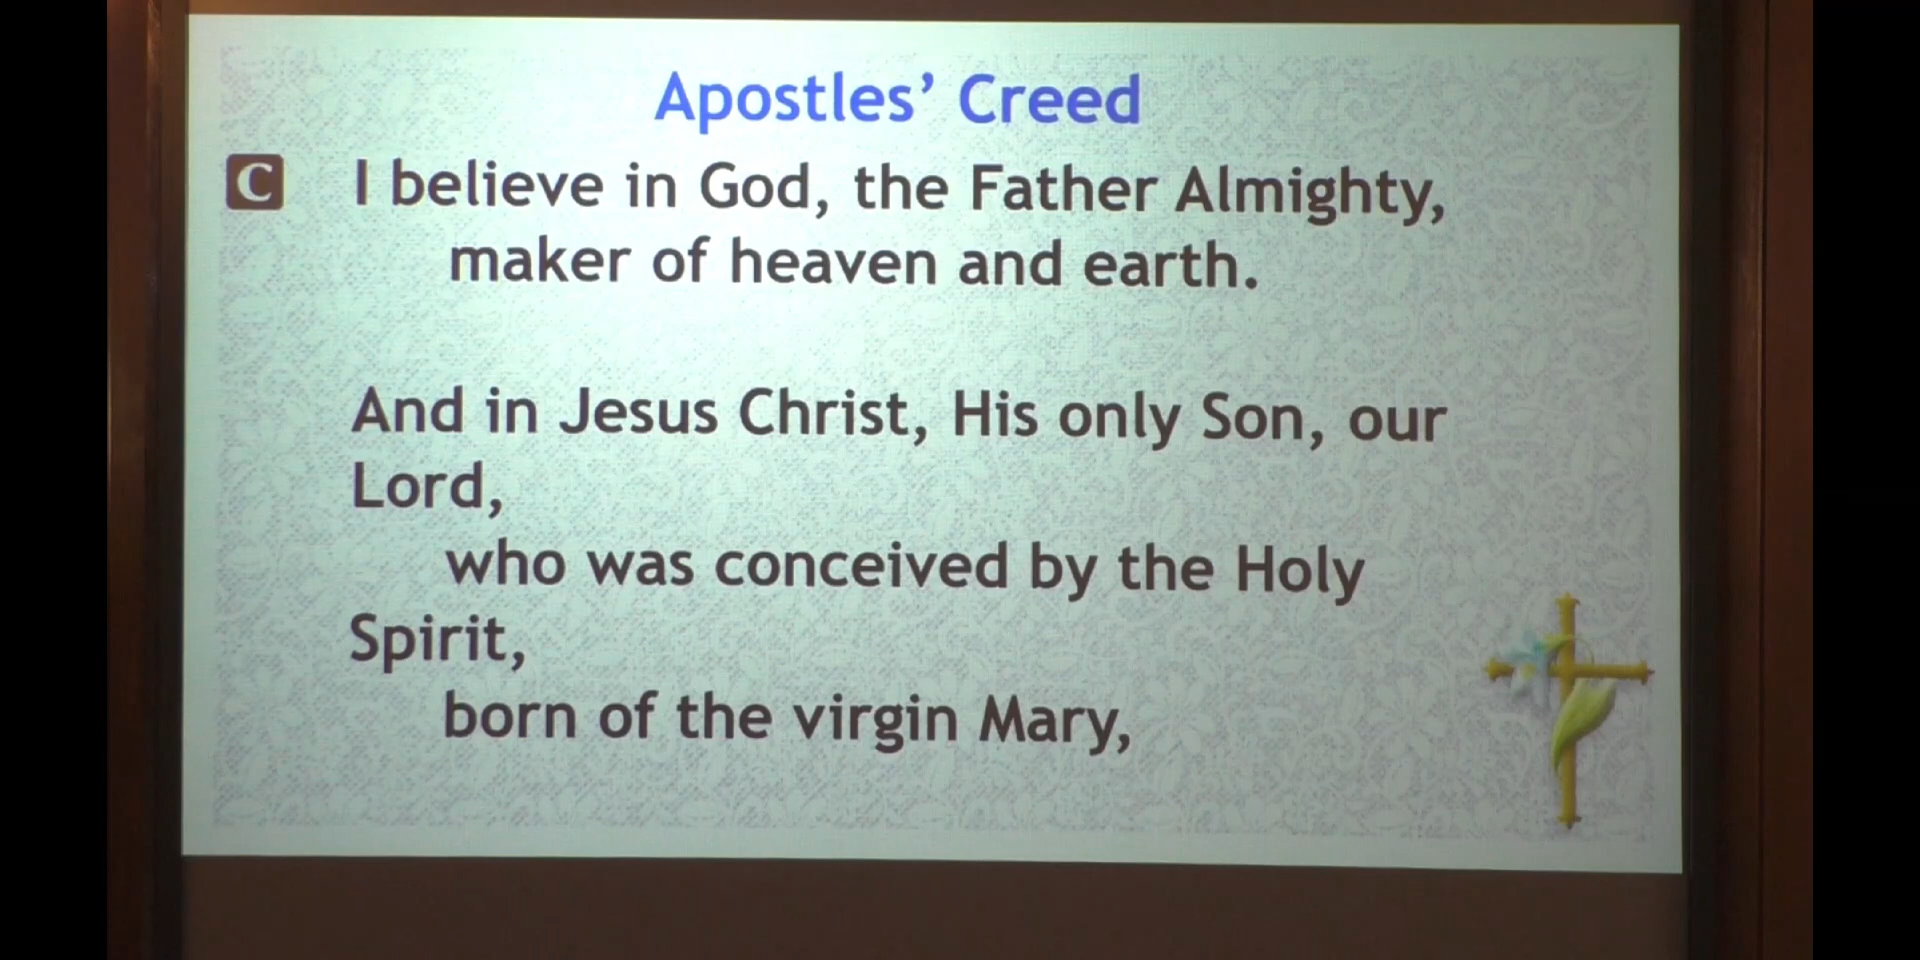 Apostles’ Creed
C I believe in God, the Father Almighty,
maker of heaven and earth.
And in Jesus Christ, His only Son, our
Lord,
who was conceived by the Holy
Spirit,
born of the virgin Mary,